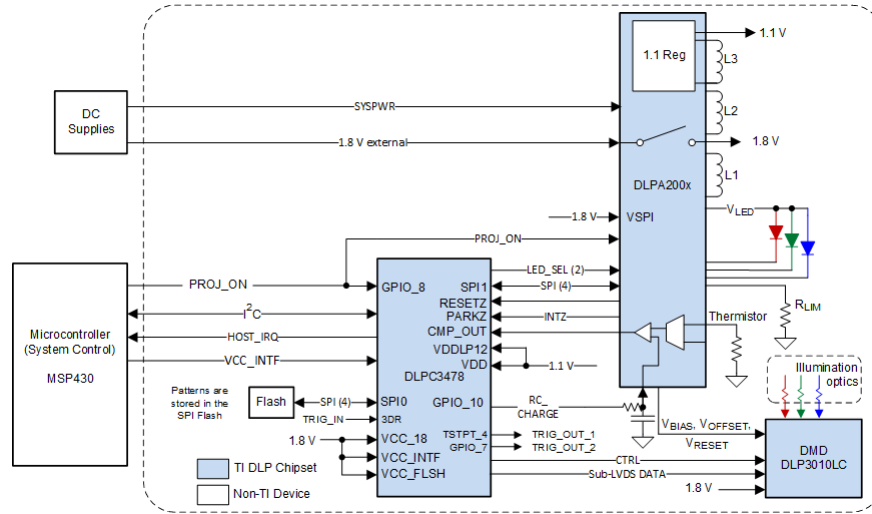 1.1 V
1.1 Reg
L3
DC
Supplies
SYSPWR
L2
1.8 V external
1.8 V
L1
DLPA200x
1.8 V
VSPI
VLED
PROJ_ON
PROJ_ON
GPIO_8
LED_SEL (2)
SPI1
SPI (4)
RESETZ
I2C
PARKZ
INTZ
Thermistor
RLIM
Microcontroller
(System Control)
MSP430
HOST_IRQ
CMP_OUT
VCC_INTF
VDDLP12
VDD
1.1 V
DLPC3478
Illumination
optics
Patterns are
stored in the
SPI Flash
Flash
SPI (4)
SPI0
GPIO_10
RC_
CHARGE
TRIG_IN
3DR
VBIAS, VOFFSET,
VRESET
1.8 V
VCC_18
TSTPT_4
TRIG_OUT_1
GPIO_7
TRIG_OUT_2
VCC_INTF
CTRL
DMD
DLP3010LC
VCC_FLSH
Sub-LVDS DATA
1.8 V
TI DLP Chipset
Non-TI Device